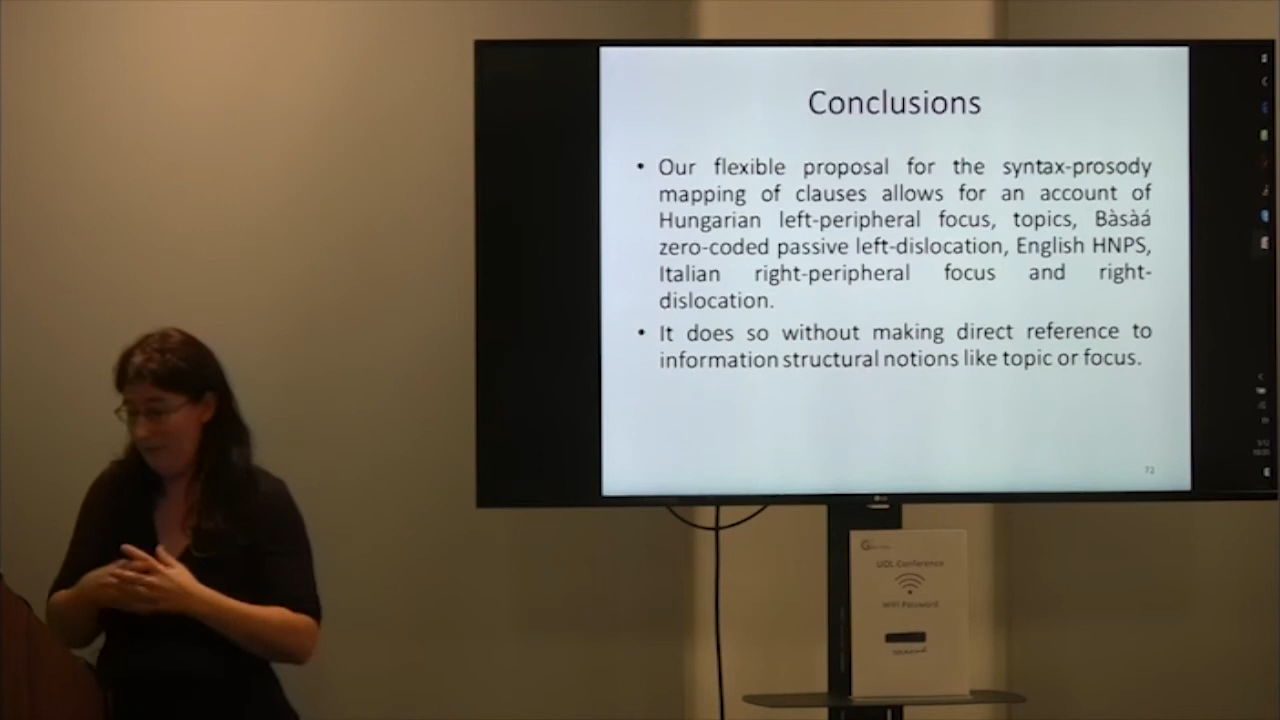 Conclusions
• Our flexible proposal for the syntax-prosody
mapping of clauses allows for an account of
Hungarian left-peripheral focus, topics, Bàsàá
zero-coded passive left-dislocation, English HNPS,
Italian right-peripheral focus and right-
dislocation.
• It does so without making direct reference to
information structural notions like topic or focus.
72
LG
UDL Conference
WiFi Password